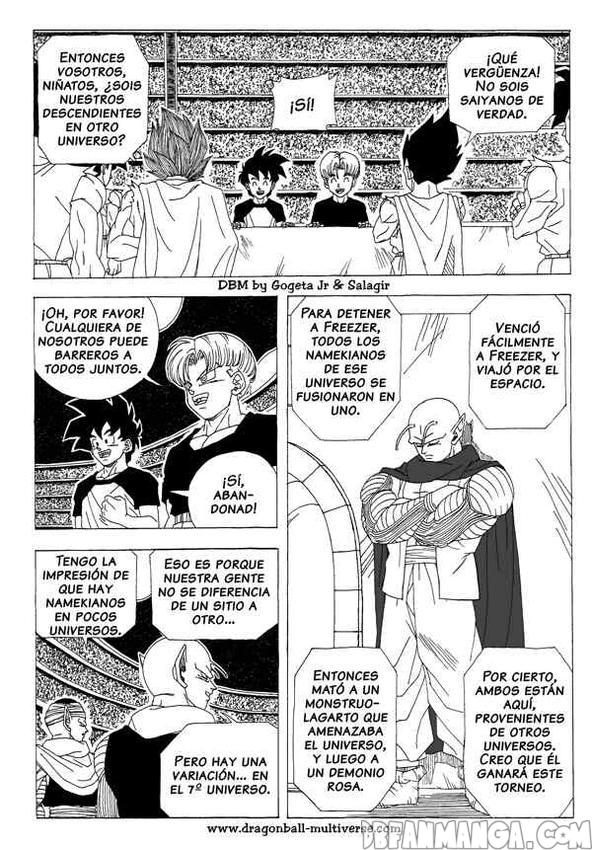 ENTONCES
VOSOTROS,
NIÑATOS, ¿SOIS
NUESTROS
DESCENDIENTES
EN OTRO
UNIVERSO?
¡SÍ!
¡QUÉ
VERGÜENZA!
NO SOIS
SAIYANOS DE
VERDAD.
DBM by Gogeta Jr & Salagir
¡OH, POR FAVOR!
CUALQUIERA DE
NOSOTROS PUEDE
BARREROS A
TODOS JUNTOS.
¡SÍ,
ABAN-
DONAD!
TENGO LA
IMPRESIÓN DE
QUE HAY
NAMEKIANOS
EN POCOS
UNIVERSOS.
ESO ES PORQUE
NUESTRA GENTE
NO SE DIFERENCIA
DE UN SITIO A
OTRO...
PERO HAY UNA
VARIACIÓN... EN
EL 7º UNIVERSO.
PARA DETENER
A FREEZER,
TODOS LOS
NAMEKIANOS
DE ESE
UNIVERSO SE
FUSIONARON EN
UNO.
VENCIÓ
FÁCILMENTE
A FREEZER, Y
VIAJÓ POR EL
ESPACIO.
ENTONCES
MATÓ A UN
MONSTRUO-
LAGARTO QUE
AMENAZABA
EL UNIVERSO,
Y LUEGO A
UN DEMONIO
ROSA.
POR CIERTO,
AMBOS ESTÁN
AQUÍ,
PROVENIENTES
DE OTROS
UNIVERSOS.
CREO QUE ÉL
GANARÁ ESTE
TORNEO.
www.dragonball-multiverse.com
DBFANMANGA.COM